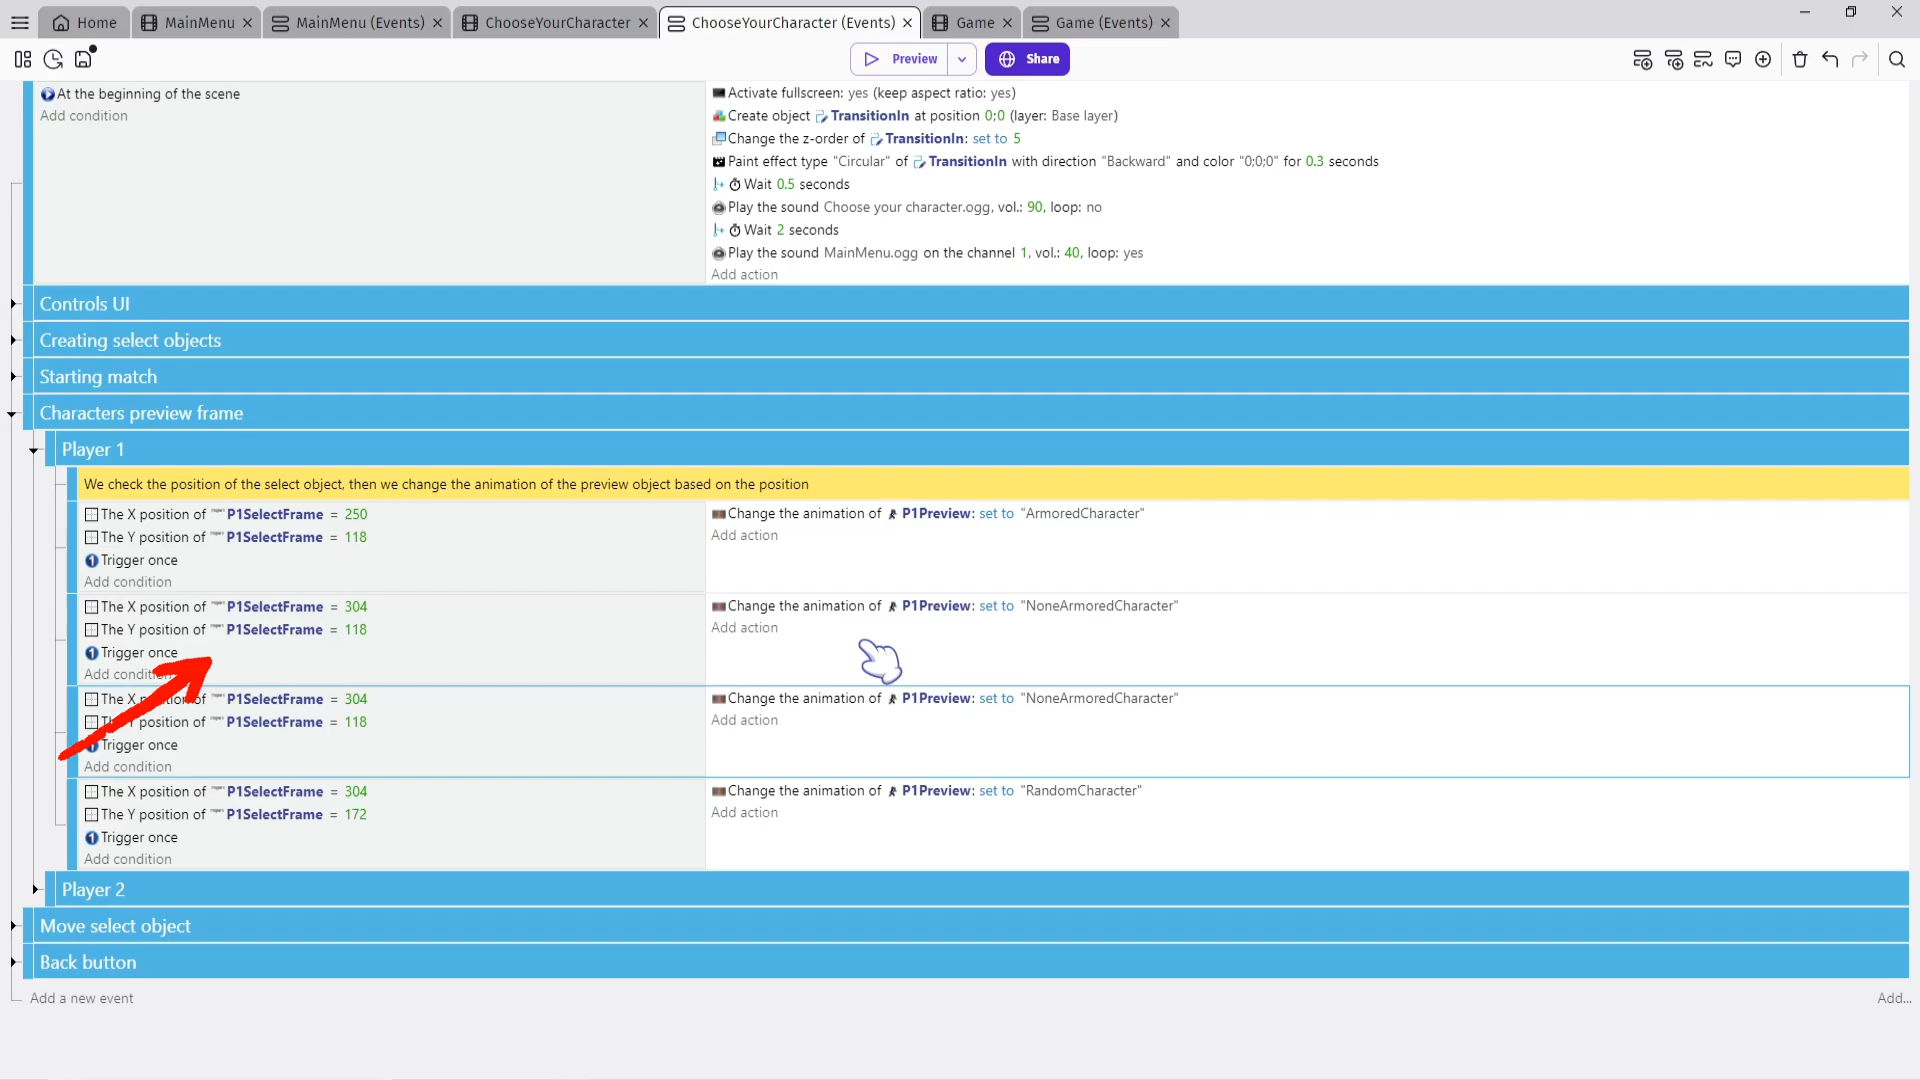 Home
MainMenu
MainMenu (Events)
ChooseYourCharacter
ChooseYourCharacter (Events)
Game
Game (Events)
Preview
Share
At the beginning of the scene
Add condition
Activate fullscreen: yes (keep aspect ratio: yes)
Create object TransitionIn at position 0;0 (layer: Base layer)
Change the z-order of TransitionIn: set to 5
Paint effect type "Circular" of TransitionIn with direction "Backward" and color "0;0;0" for 0.3 seconds
Wait 0.5 seconds
Play the sound Choose your character.ogg, vol.: 90, loop: no
Wait 2 seconds
Play the sound MainMenu.ogg on the channel 1, vol.: 40, loop: yes
Add action
Controls UI
Creating select objects
Starting match
Characters preview frame
Player 1
We check the position of the select object, then we change the animation of the preview object based on the position
The X position of P1SelectFrame = 250
The Y position of P1SelectFrame = 118
Trigger once
Add condition
Change the animation of P1Preview: set to "ArmoredCharacter"
Add action
The X position of P1SelectFrame = 304
The Y position of P1SelectFrame = 118
Trigger once
Add condition
Change the animation of P1Preview: set to "NoneArmoredCharacter"
Add action
The X position of P1SelectFrame = 304
The Y position of P1SelectFrame = 118
Trigger once
Add condition
Change the animation of P1Preview: set to "NoneArmoredCharacter"
Add action
The X position of P1SelectFrame = 304
The Y position of P1SelectFrame = 172
Trigger once
Add condition
Change the animation of P1Preview: set to "RandomCharacter"
Add action
Player 2
Move select object
Back button
Add a new event
Add...